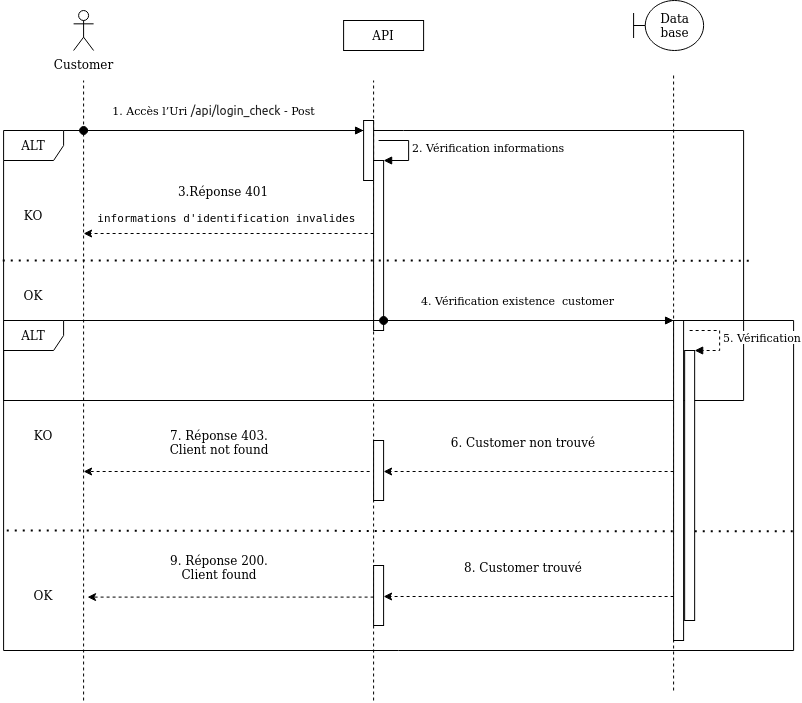 Data
base
API
Customer
1. Accès l’Uri /api/login_check - Post
ALT
2. Vérification informations
3.Réponse 401
KO
informations d'identification invalides
OK
4. Vérification existence  customer
ALT
5. Vérification
KO
7. Réponse 403.
Client not found
6. Customer non trouvé
9. Réponse 200.
Client found
8. Customer trouvé
OK